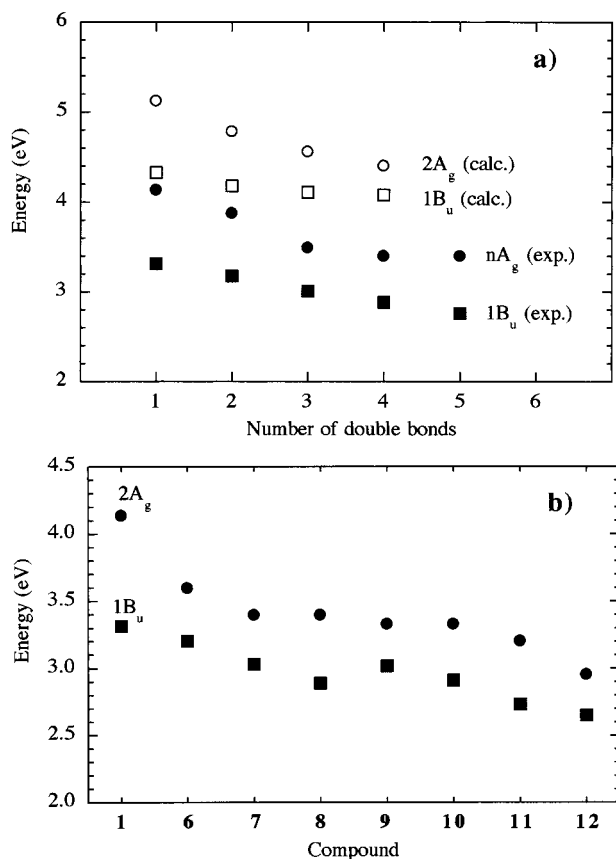 a)
6
5
4
3
2
Energy (eV)
2A_g (calc.)
1B_u (calc.)
nA_g (exp.)
1B_u (exp.)
1 2 3 4 5 6
Number of double bonds
b)
4.5
4.0
3.5
3.0
2.5
2.0
Energy (eV)
2A_g
1B_u
1 6 7 8 9 10 11 12
Compound